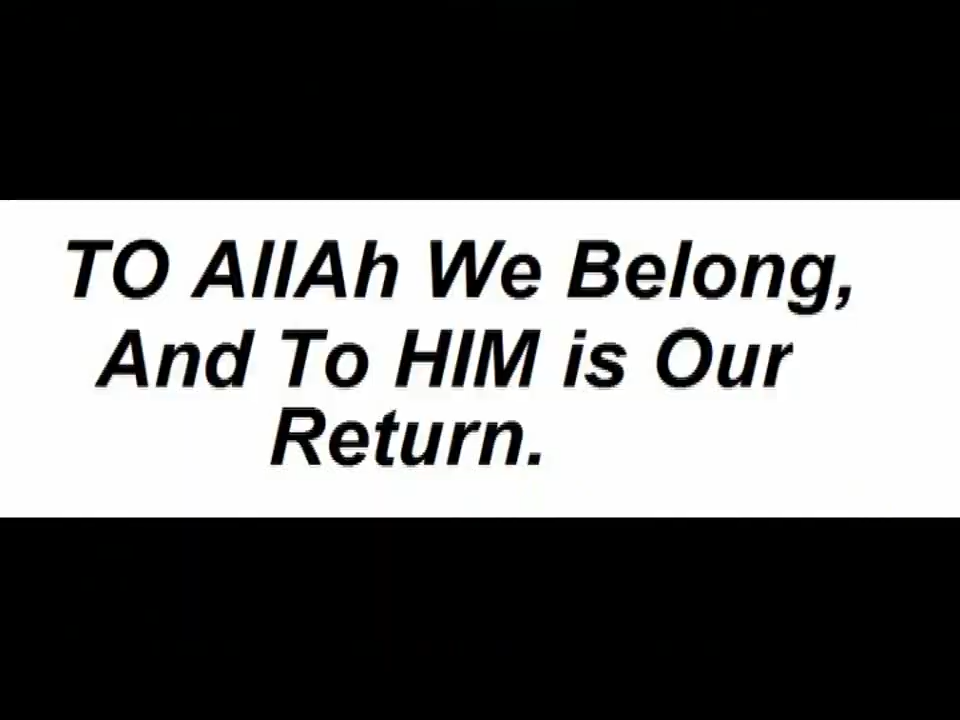 TO AllAh We Belong,
And To HIM is Our
Return.